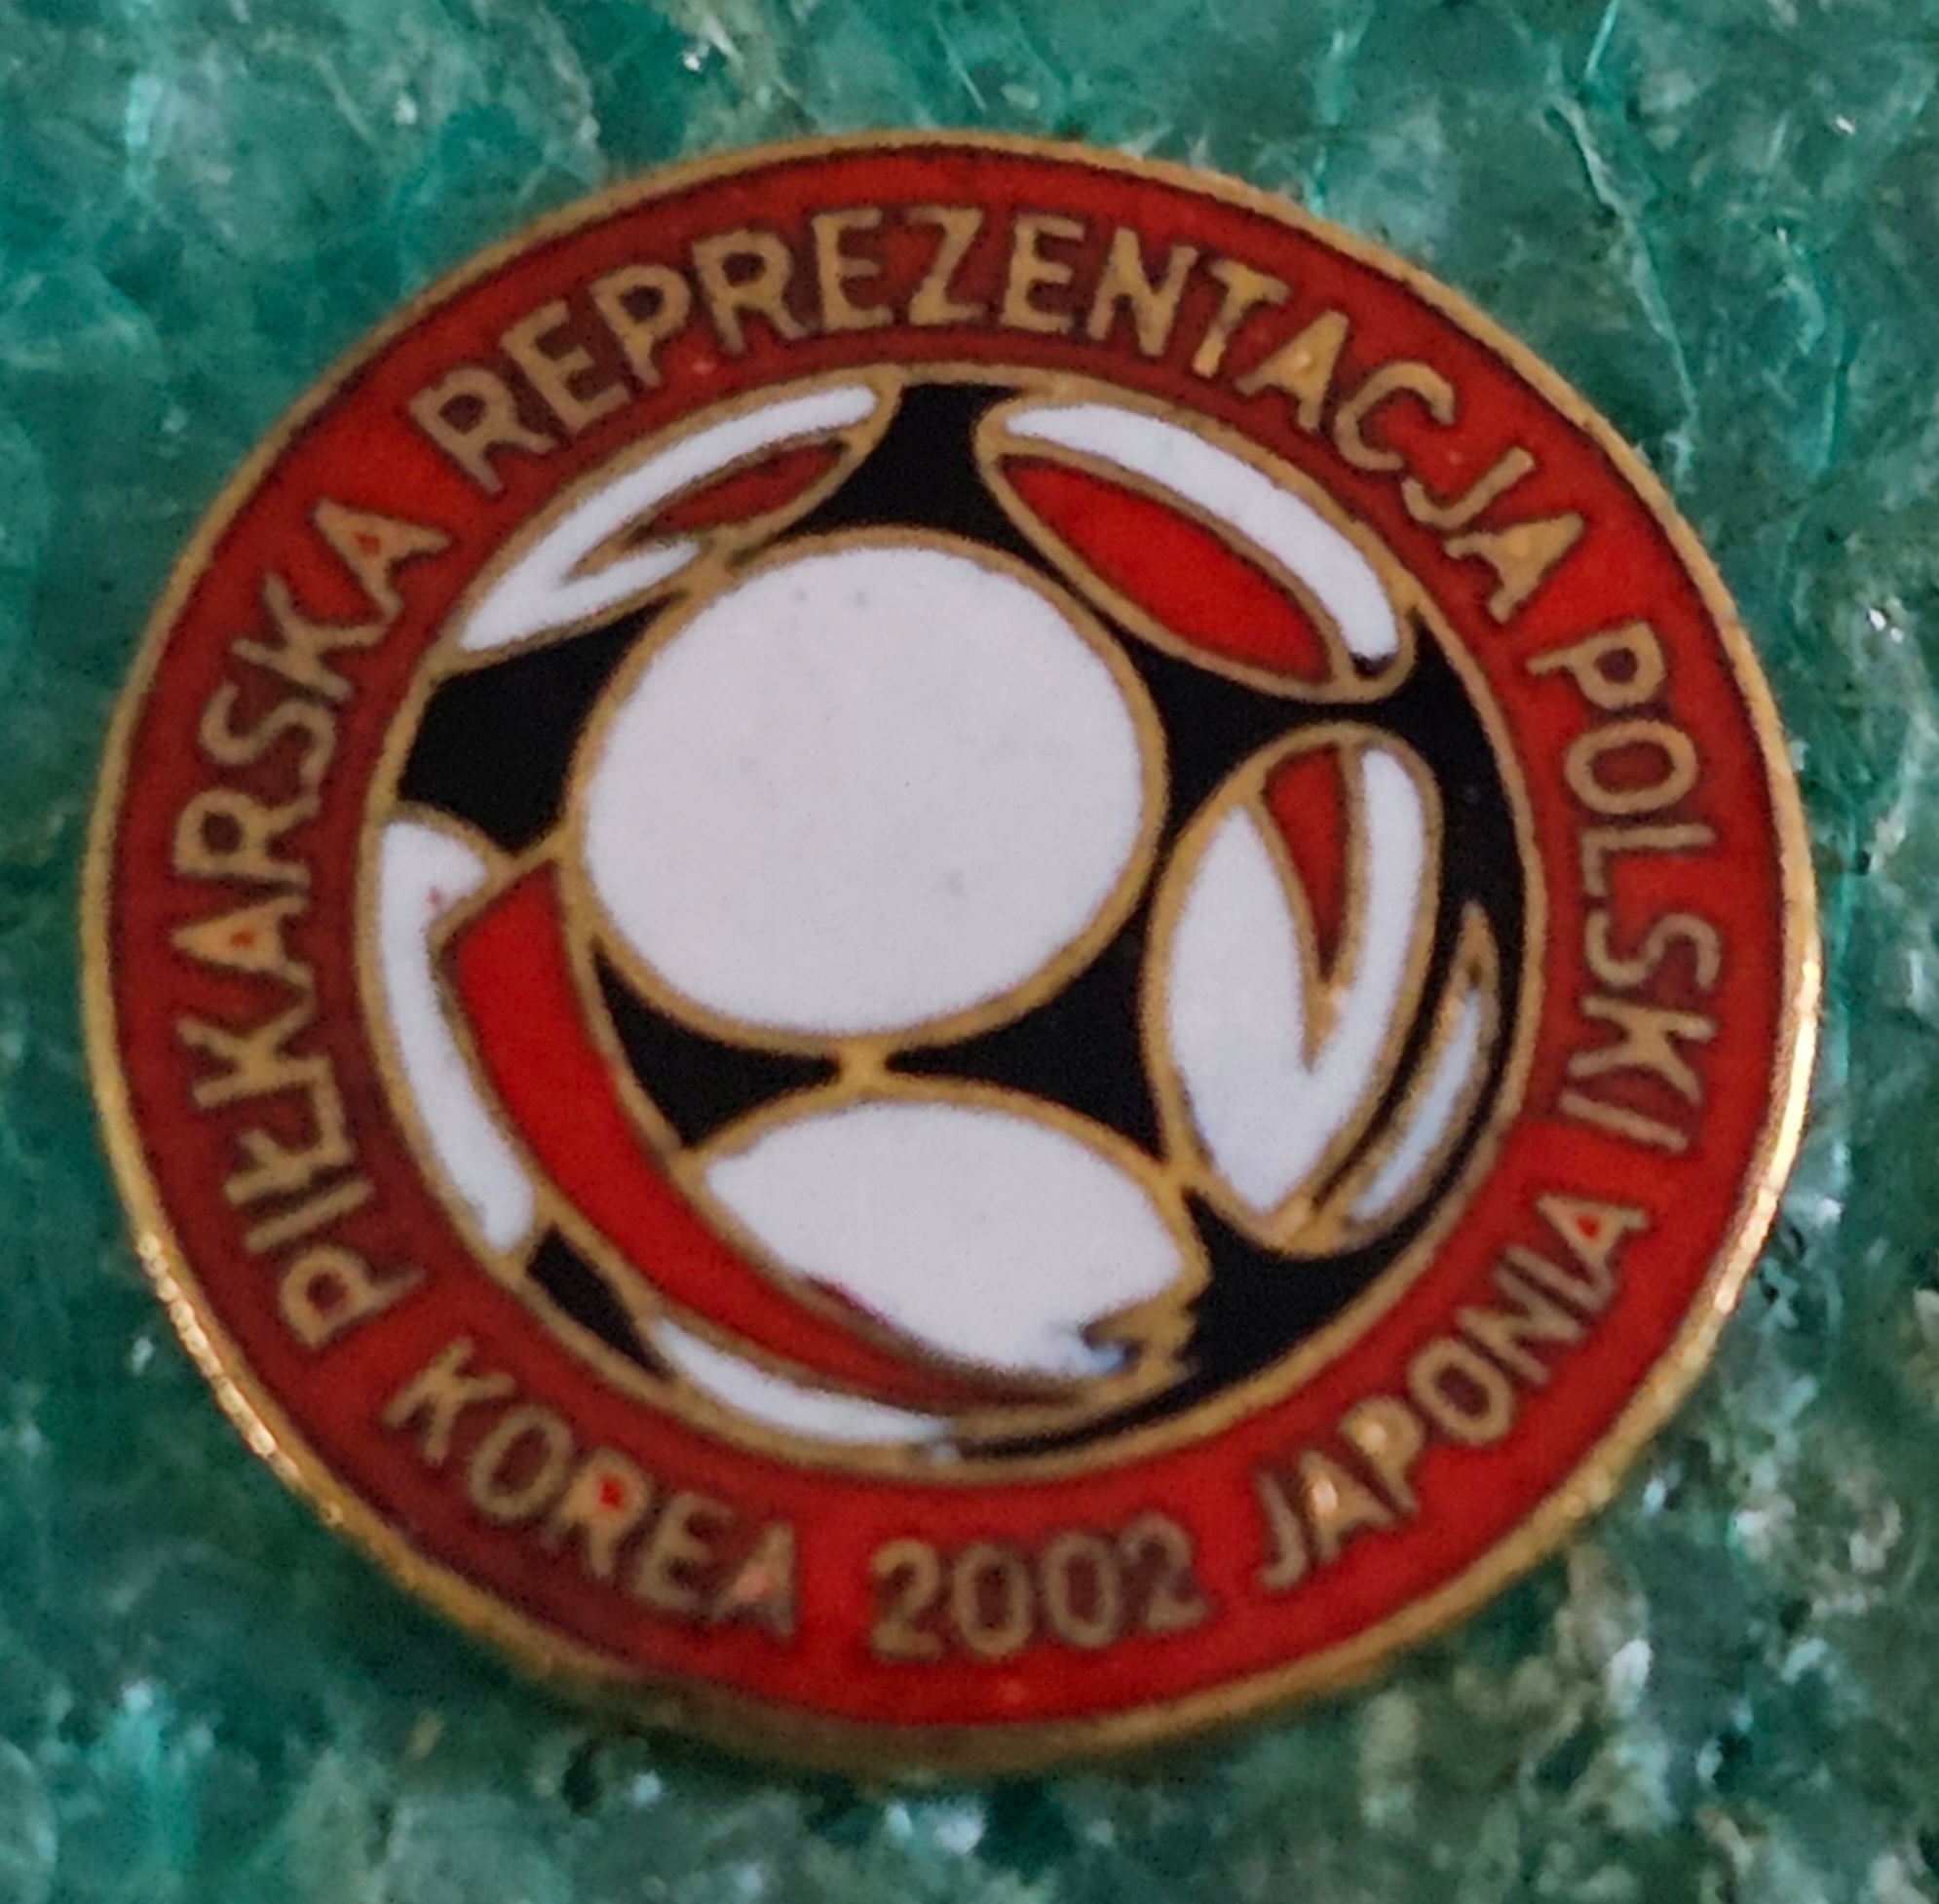 PIŁKARSKA REPREZENTACJA POLSKI
KOREA 2002 JAPONIA